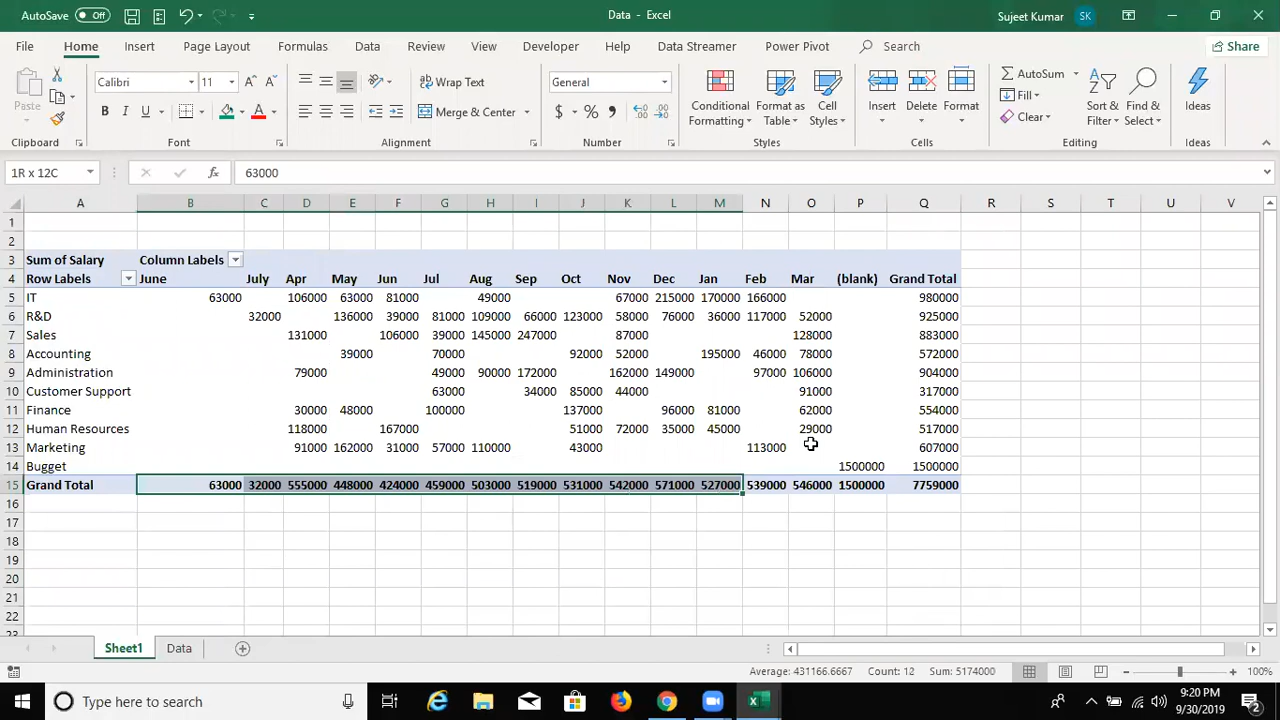 AutoSave Off Data - Excel Sujeet Kumar SK
File Home Insert Page Layout Formulas Data Review View Developer Help Data Streamer Power Pivot Search Share
Paste Calibri 11 Wrap Text General Conditional Formatting Format as Table Cell Styles Insert Delete Format AutoSum Sort & Filter Find & Select Ideas
B I U Merge & Center $ % Fill Clear
Clipboard Font Alignment Number Styles Cells Editing Ideas
1R x 12C fx 63000
A B C D E F G H I J K L M N O P Q R S T U V
1
2
3 Sum of Salary Column Labels
4 Row Labels June July Apr May Jun Jul Aug Sep Oct Nov Dec Jan Feb Mar (blank) Grand Total
5 IT 63000 106000 63000 81000 49000 67000 215000 170000 166000 980000
6 R&D 32000 136000 39000 81000 109000 66000 123000 58000 76000 36000 117000 52000 925000
7 Sales 131000 106000 39000 145000 247000 87000 128000 883000
8 Accounting 39000 70000 92000 52000 195000 46000 78000 572000
9 Administration 79000 49000 90000 172000 162000 149000 97000 106000 904000
10 Customer Support 63000 34000 85000 44000 91000 317000
11 Finance 30000 48000 100000 137000 96000 81000 62000 554000
12 Human Resources 118000 167000 51000 72000 35000 45000 29000 517000
13 Marketing 91000 162000 31000 57000 110000 43000 113000 607000
14 Bugget 1500000 1500000
15 Grand Total 63000 32000 555000 448000 424000 459000 503000 519000 531000 542000 571000 527000 539000 546000 1500000 7759000
16
17
18
19
20
21
22
23
Sheet1 Data
Average: 431166.6667 Count: 12 Sum: 5174000 100%
Type here to search 9:20 PM
9/30/2019 2